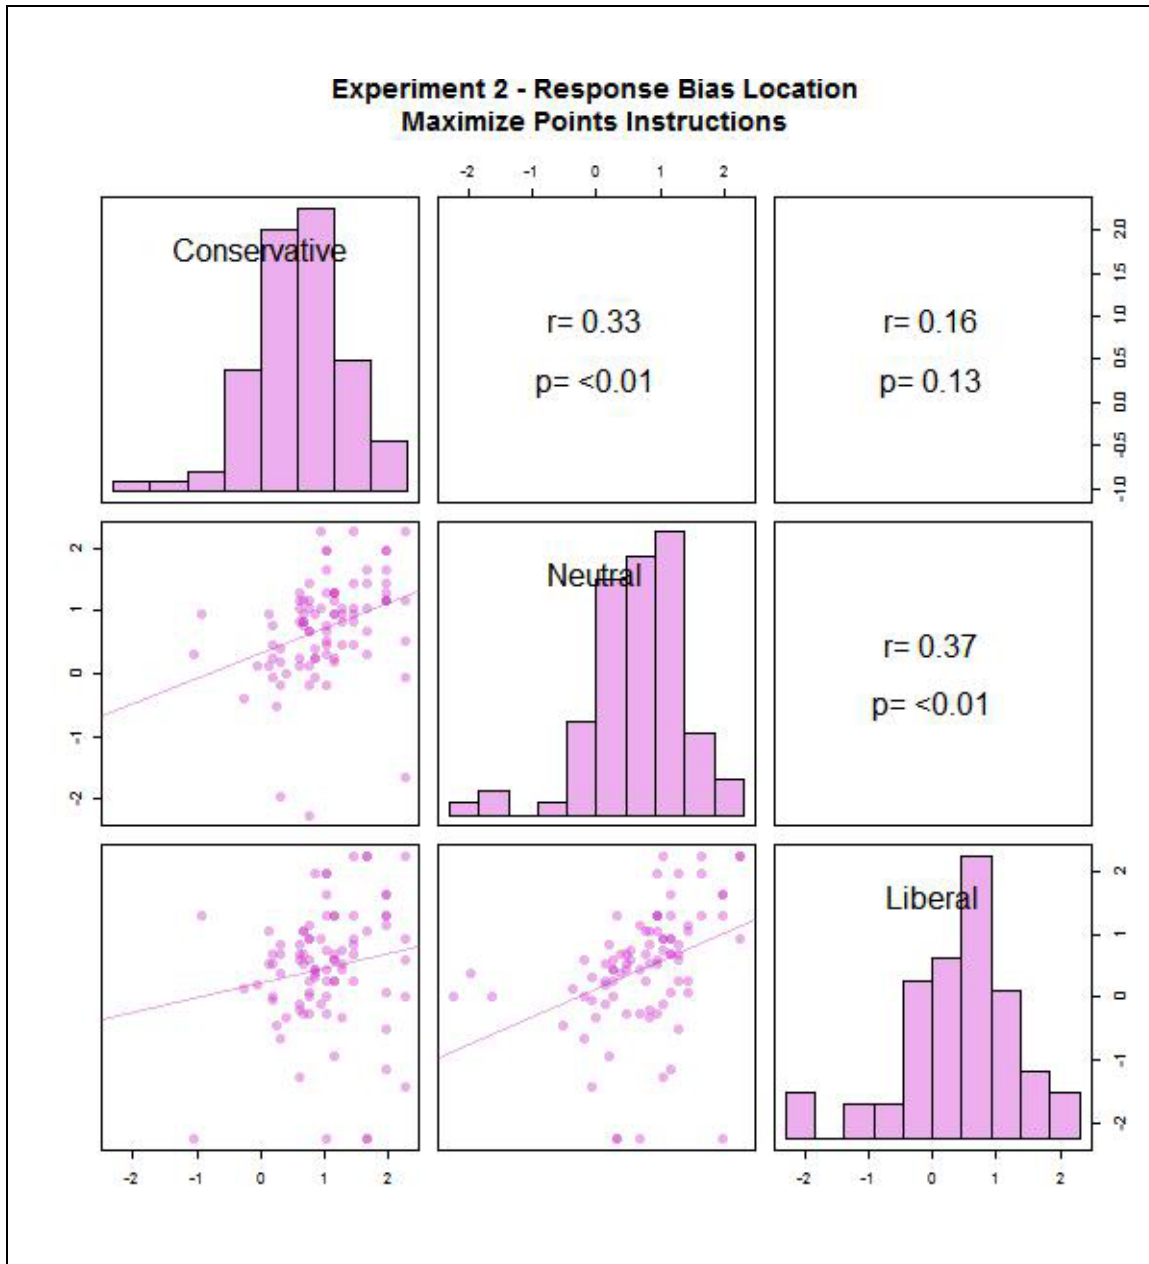 Experiment 2 - Response Bias Location
Maximize Points Instructions
-2 -1 0 1 2
Conservative
r= 0.33
p= <0.01
r= 0.16
p= 0.13
2.0
1.5
1.0
0.5
0.0
-0.5
-1.0
2
1
0
-1
-2
Neutral
r= 0.37
p= <0.01
Liberal
2
1
0
-1
-2
-2 -1 0 1 2
-2 -1 0 1 2